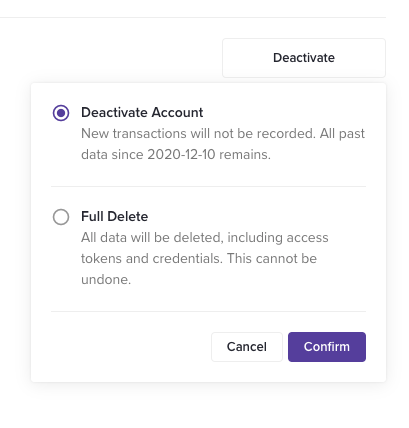 Deactivate
Deactivate Account
New transactions will not be recorded. All past
data since 2020-12-10 remains.
Full Delete
All data will be deleted, including access
tokens and credentials. This cannot be
undone.
Cancel
Confirm